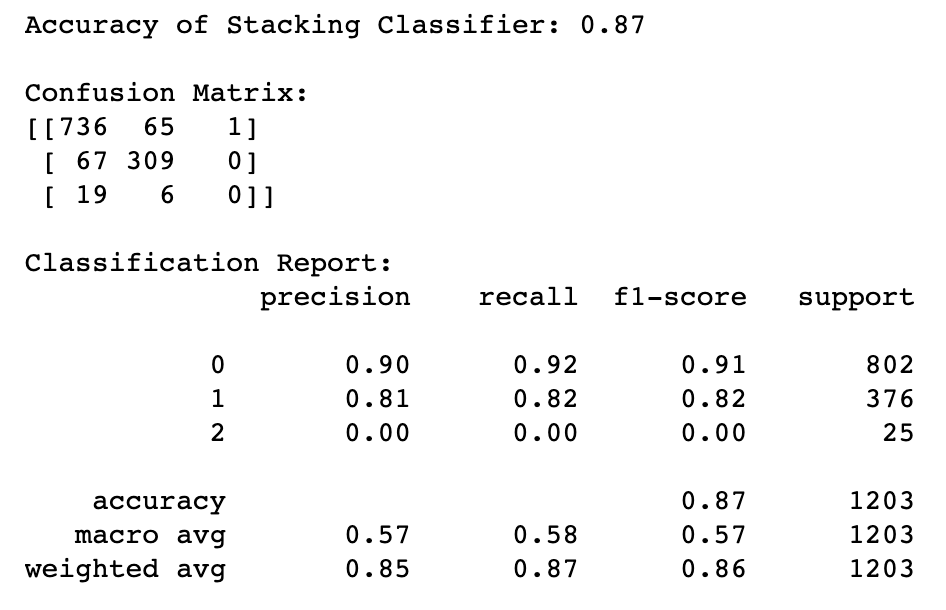 Accuracy of Stacking Classifier: 0.87
Confusion Matrix:
[[736  65   1]
 [ 67 309   0]
 [ 19   6   0]]
Classification Report:
              precision    recall  f1-score   support
           0       0.90      0.92      0.91       802
           1       0.81      0.82      0.82       376
           2       0.00      0.00      0.00        25
    accuracy                           0.87      1203
   macro avg       0.57      0.58      0.57      1203
weighted avg       0.85      0.87      0.86      1203